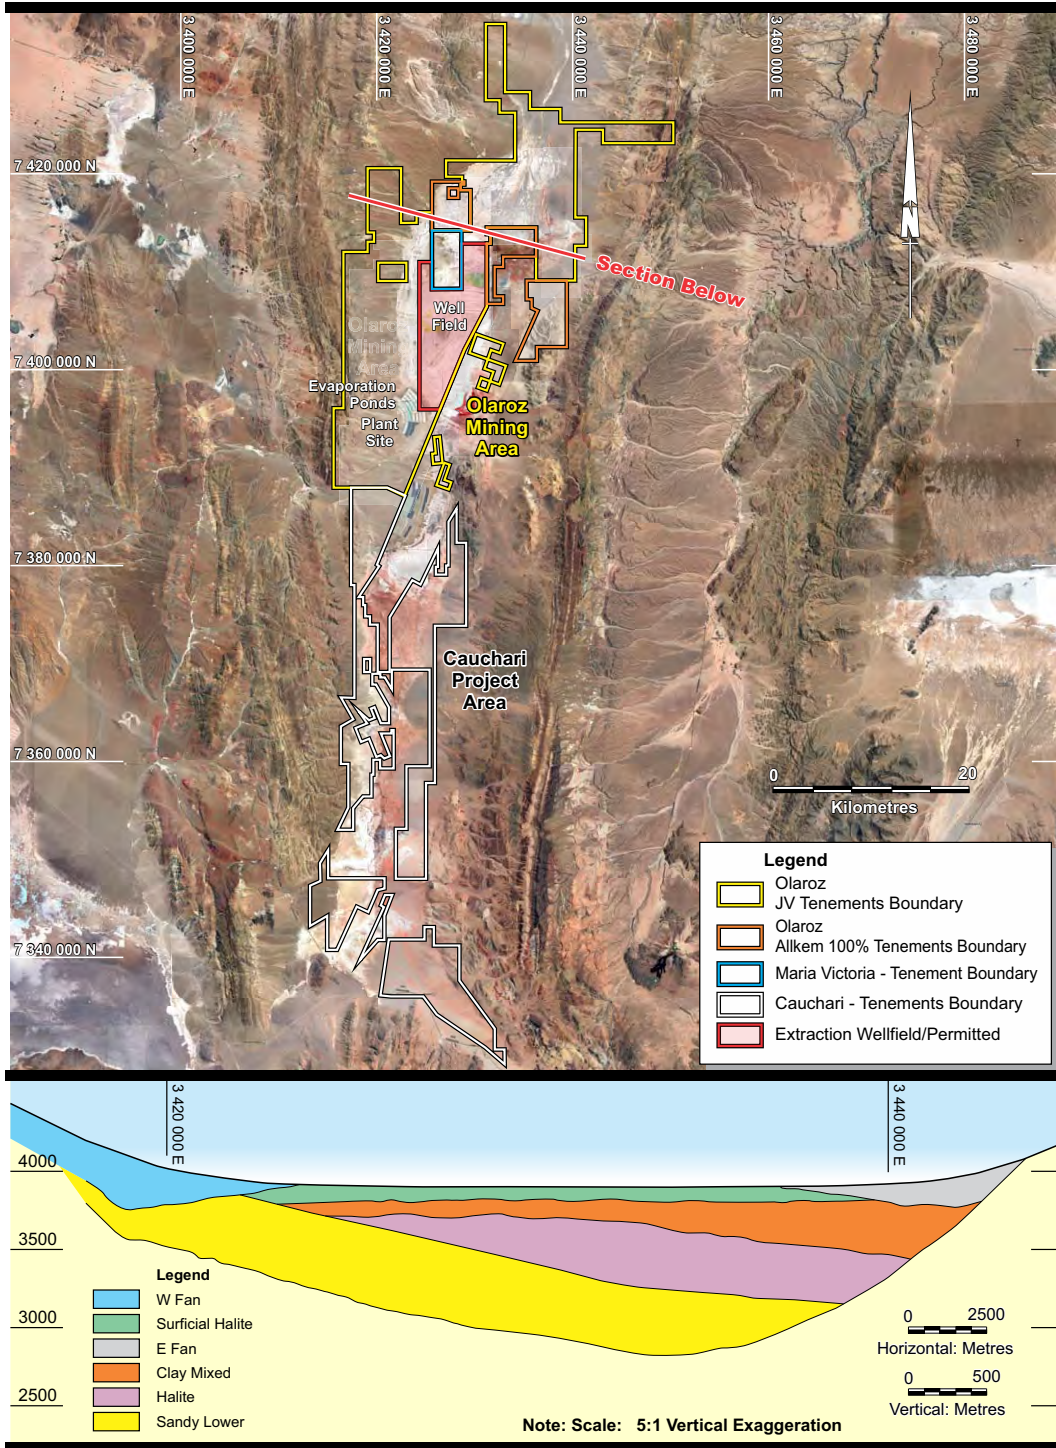 3 400 000 E
3 420 000 E
3 440 000 E
3 460 000 E
3 480 000 E
7 420 000 N
Section Below
Well
Field
Olaroz
Mining
Area
7 400 000 N
Evaporation
Ponds
Plant
Site
Olaroz
Mining
Area
7 380 000 N
Cauchari
Project
Area
7 360 000 N
0 20
Kilometres
7 340 000 N
N
Legend
Olaroz
JV Tenements Boundary
Olaroz
Allkem 100% Tenements Boundary
Maria Victoria - Tenement Boundary
Cauchari - Tenements Boundary
Extraction Wellfield/Permitted
3 420 000 E
3 440 000 E
4000
3500
3000
2500
Legend
W Fan
Surficial Halite
E Fan
Clay Mixed
Halite
Sandy Lower
0 2500
Horizontal: Metres
0 500
Vertical: Metres
Note: Scale: 5:1 Vertical Exaggeration